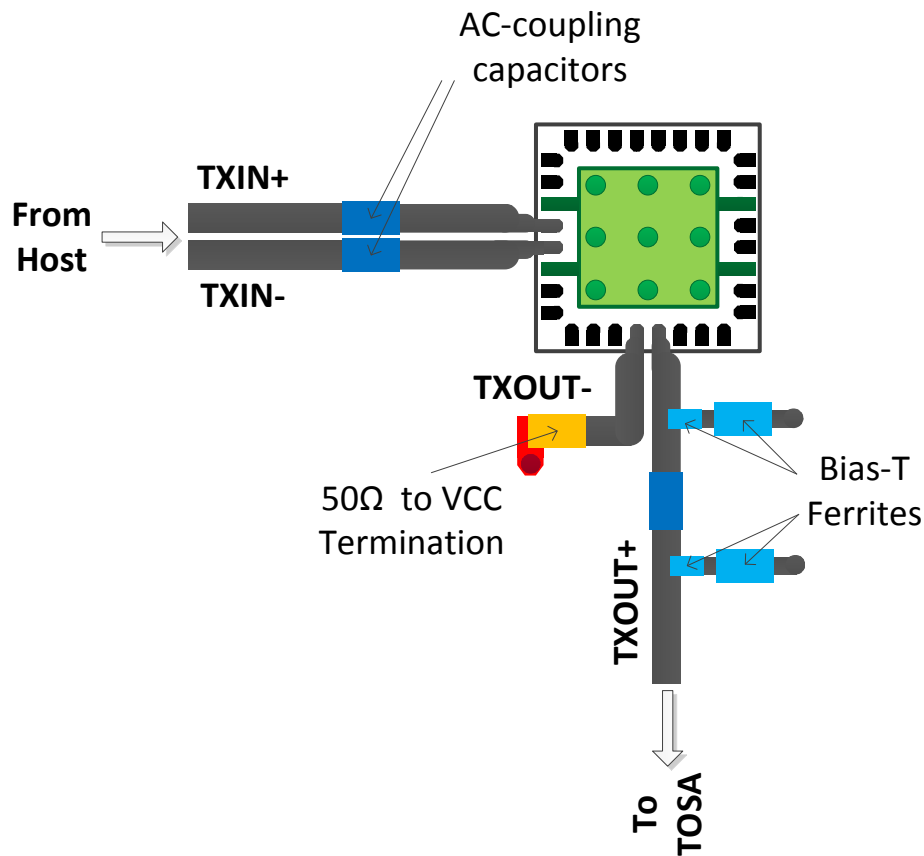 AC-coupling
capacitors
TXIN+
From
Host
TXIN-
TXOUT-
50Ω to VCC
Termination
Bias-T
Ferrites
TXOUT+
To
TOSA